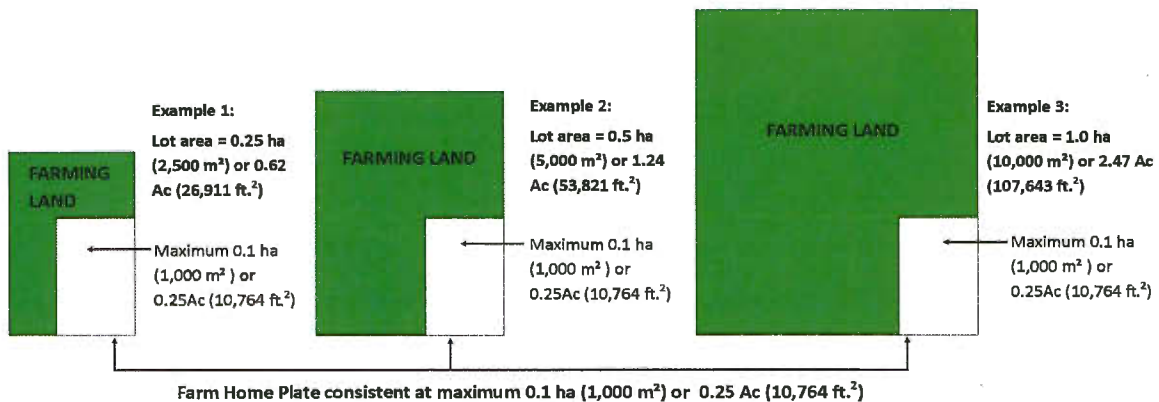 Example 1:
Lot area = 0.25 ha
(2,500 m²) or 0.62
Ac (26,911 ft.²)
FARMING
LAND
Maximum 0.1 ha
(1,000 m² ) or
0.25Ac (10,764 ft.²)
Example 2:
Lot area = 0.5 ha
(5,000 m²) or 1.24
Ac (53,821 ft.²)
FARMING LAND
Maximum 0.1 ha
(1,000 m² ) or
0.25Ac (10,764 ft.²)
Example 3:
Lot area = 1.0 ha
(10,000 m²) or 2.47 Ac
(107,643 ft.²)
FARMING LAND
Maximum 0.1 ha
(1,000 m² ) or
0.25Ac (10,764 ft.²)
Farm Home Plate consistent at maximum 0.1 ha (1,000 m²) or 0.25 Ac (10,764 ft.²)